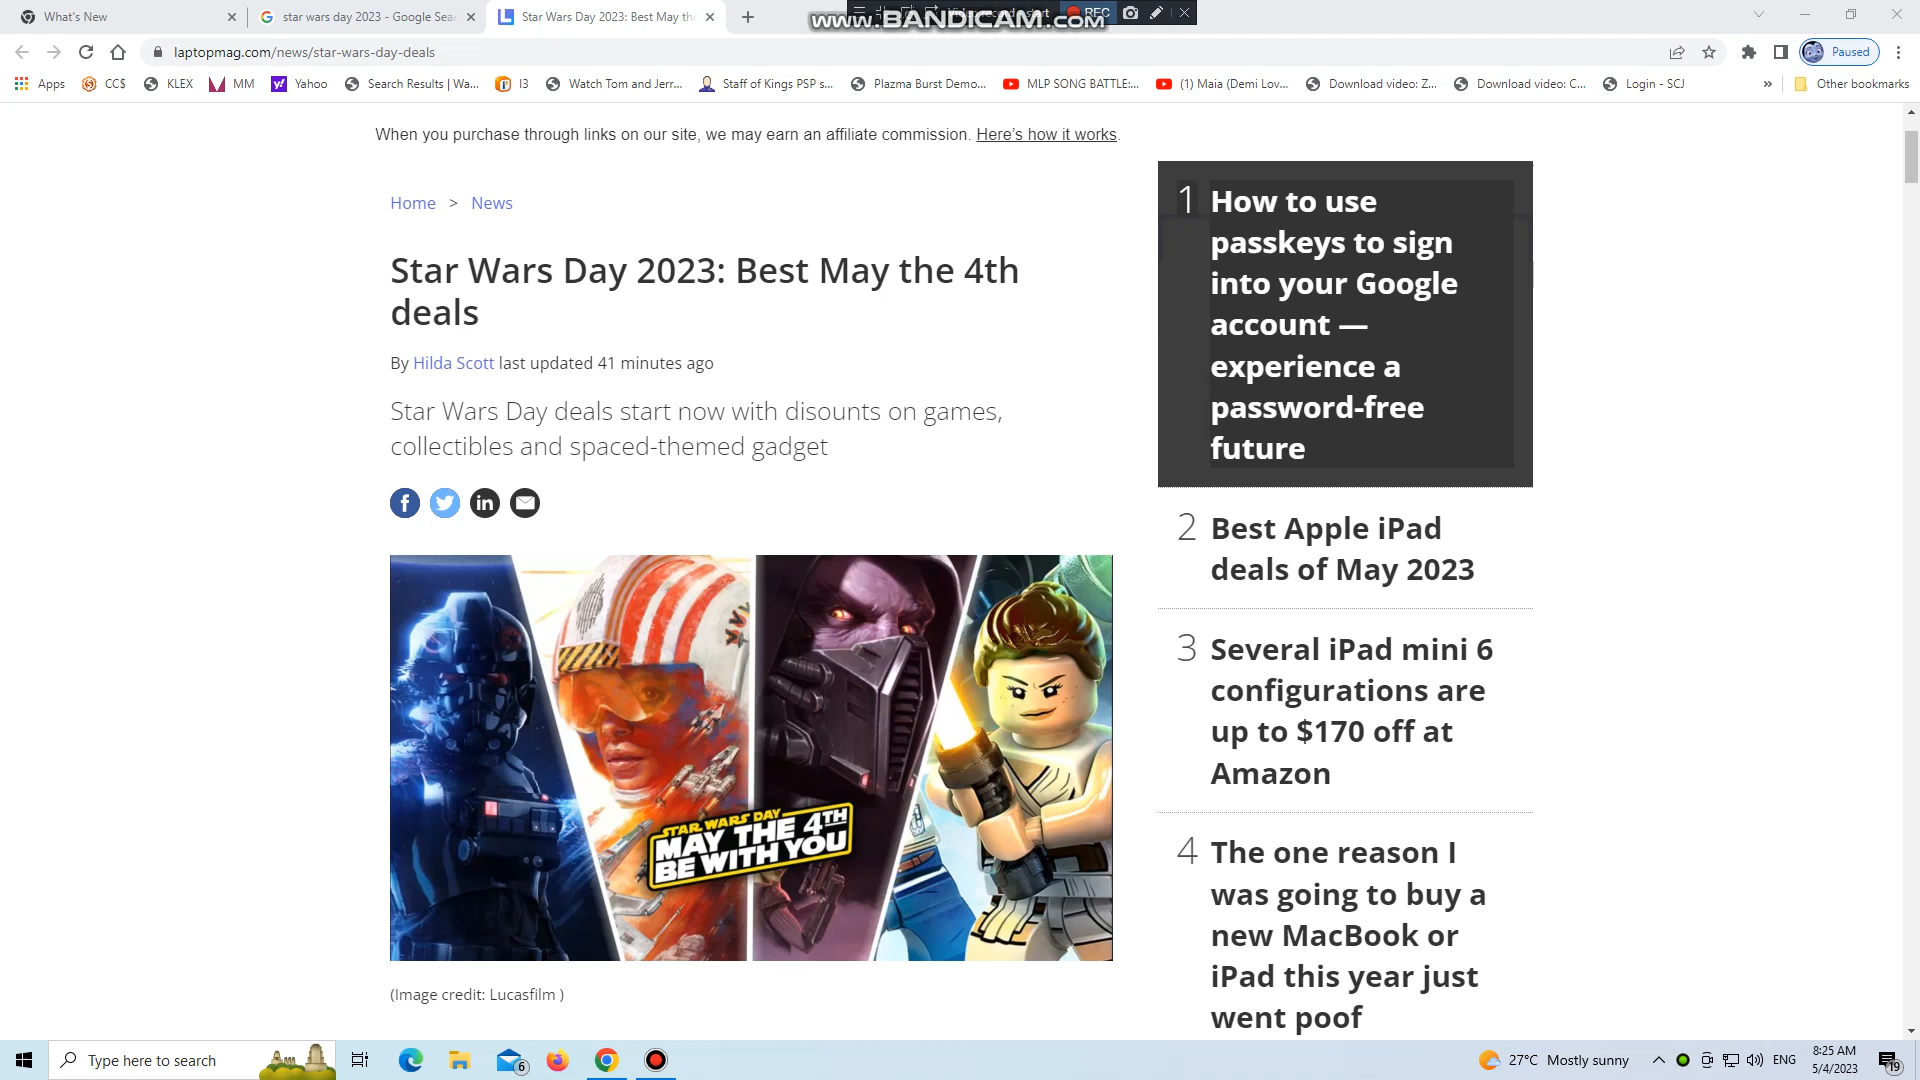 What's New
star wars day 2023 - Google Sea
Star Wars Day 2023: Best May th
www.BANDICAM.com
REC
laptopmag.com/news/star-wars-day-deals
Paused
Apps
CC$
KLEX
MM
Yahoo
Search Results | Wa...
I3
Watch Tom and Jerr...
Staff of Kings PSP s...
Plazma Burst Demo...
MLP SONG BATTLE:...
(1) Maia (Demi Lov...
Download video: Z...
Download video: C...
Login - SCJ
»
Other bookmarks
When you purchase through links on our site, we may earn an affiliate commission. Here's how it works.
Home > News
Star Wars Day 2023: Best May the 4th
deals
By Hilda Scott last updated 41 minutes ago
Star Wars Day deals start now with disounts on games,
collectibles and spaced-themed gadget
STAR WARS DAY
MAY THE 4TH
BE WITH YOU
(Image credit: Lucasfilm )
1 How to use
passkeys to sign
into your Google
account —
experience a
password-free
future
2 Best Apple iPad
deals of May 2023
3 Several iPad mini 6
configurations are
up to $170 off at
Amazon
4 The one reason I
was going to buy a
new MacBook or
iPad this year just
went poof
Type here to search
6
27°C Mostly sunny
ENG
8:25 AM
5/4/2023
19